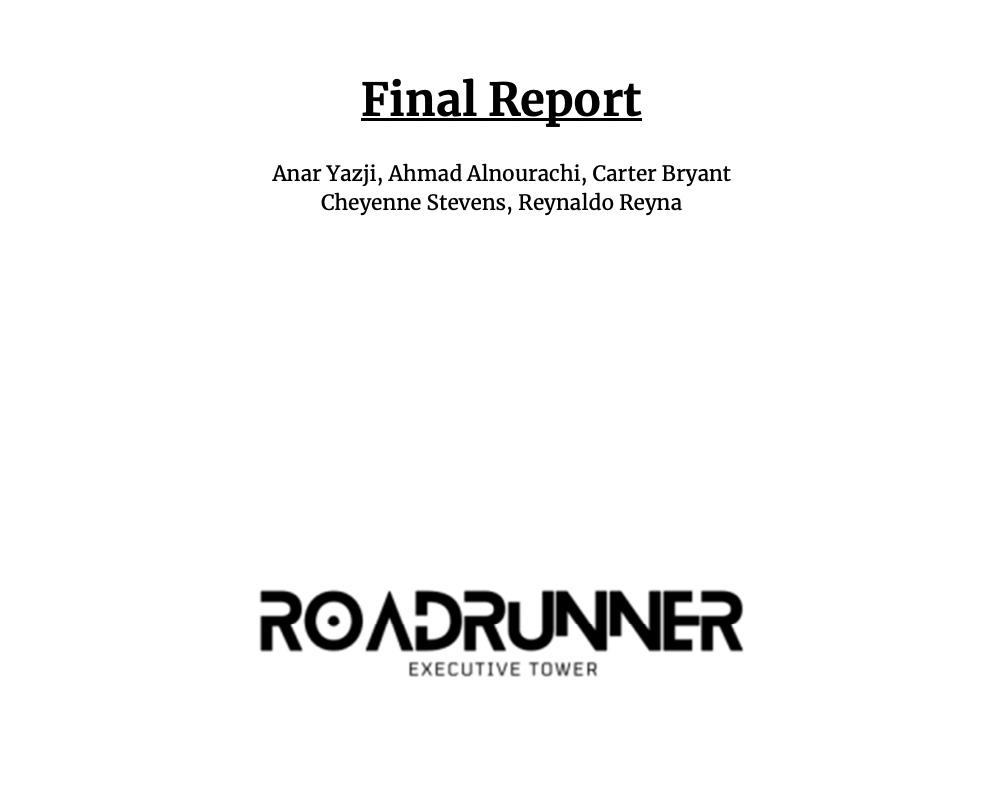 Final Report
Anar Yazji, Ahmad Alnourachi, Carter Bryant
Cheyenne Stevens, Reynaldo Reyna
ROADRUNNER
EXECUTIVE TOWER